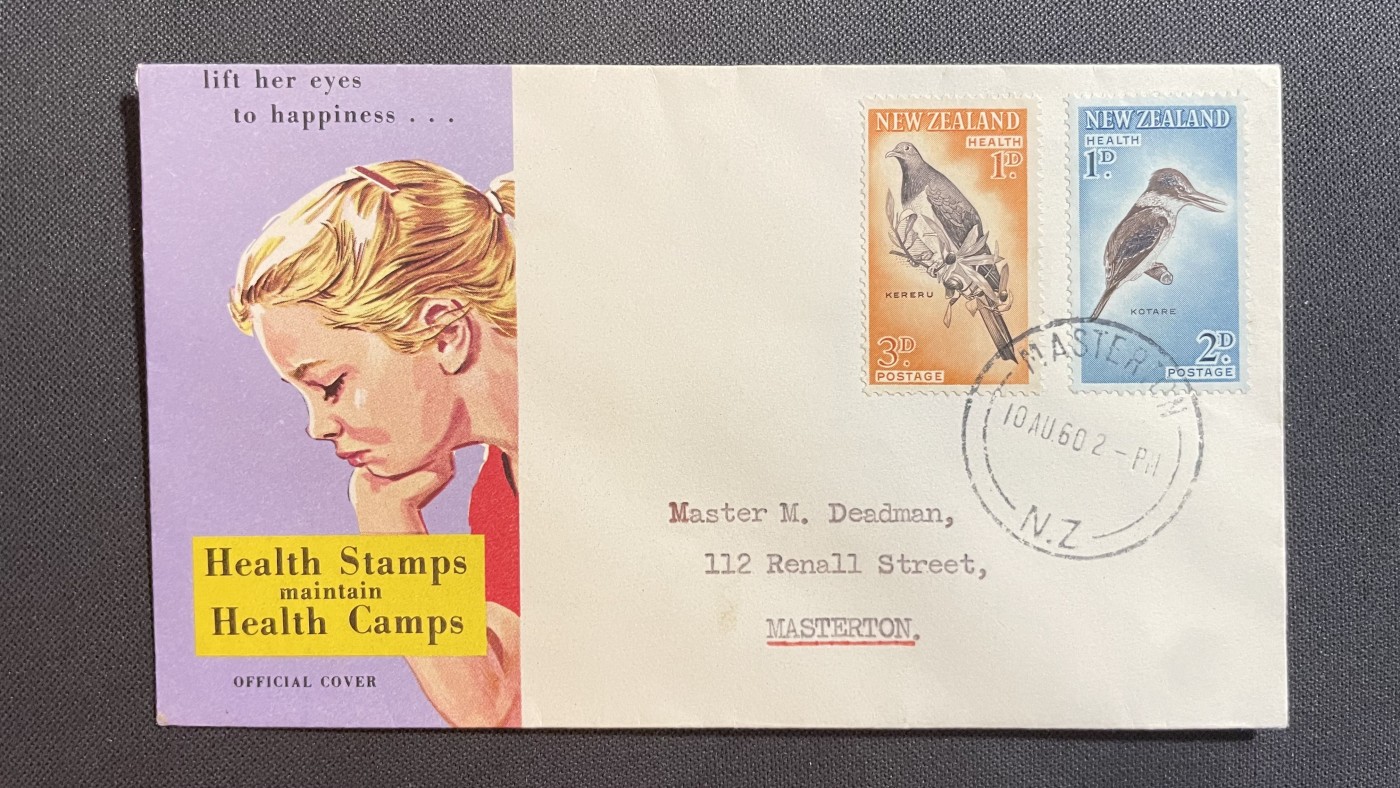 lift her eyes
to happiness . . .
Health Stamps
maintain
Health Camps
OFFICIAL COVER
NEW ZEALAND
HEALTH
1D.
KERERU
3D.
POSTAGE
NEW ZEALAND
HEALTH
1D.
KOTARE
2D.
POSTAGE
MASTERTON
10 AU.60 2 - PM
N.Z
Master M. Deadman,
112 Renall Street,
MASTERTON.